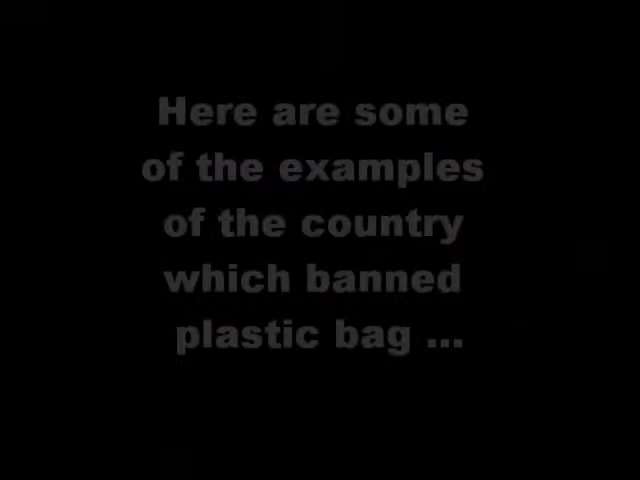 Here are some
of the examples
of the country
which banned
plastic bag ...